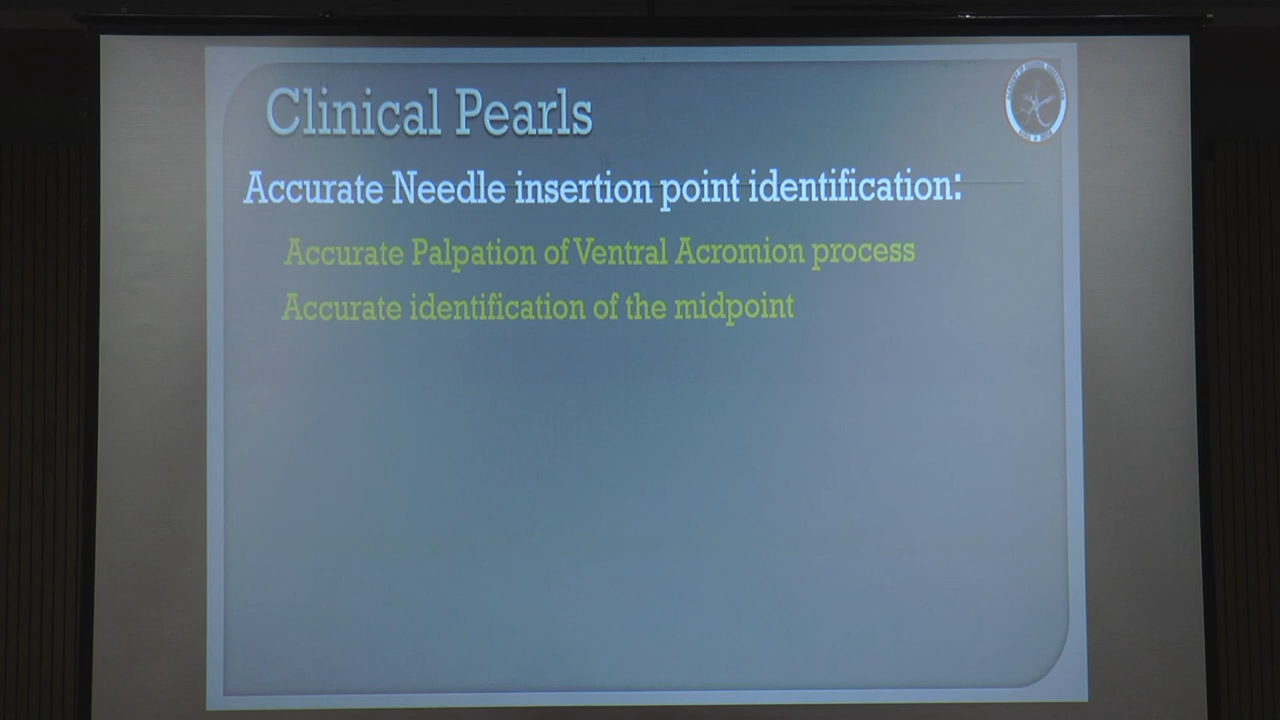 Clinical Pearls
Accurate Needle insertion point identification:
Accurate Palpation of Ventral Acromion process
Accurate identification of the midpoint